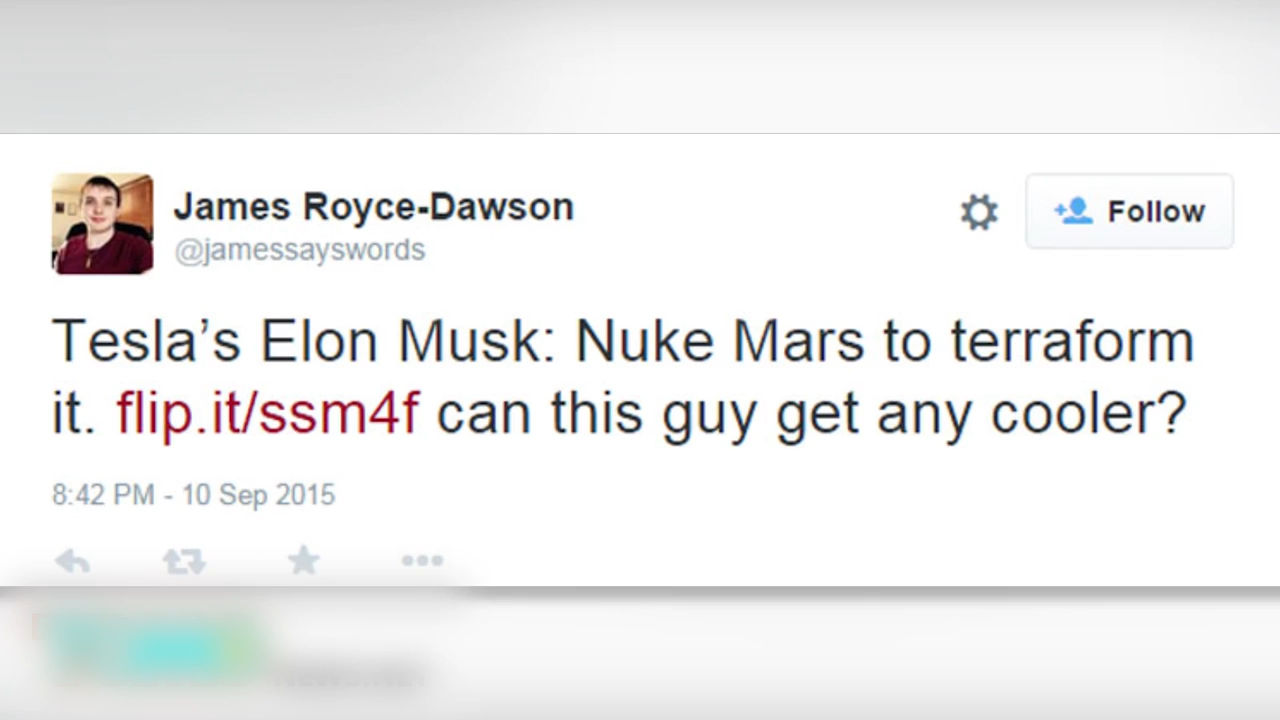 James Royce-Dawson
@jamessayswords
Follow
Tesla’s Elon Musk: Nuke Mars to terraform
it. flip.it/ssm4f can this guy get any cooler?
8:42 PM - 10 Sep 2015